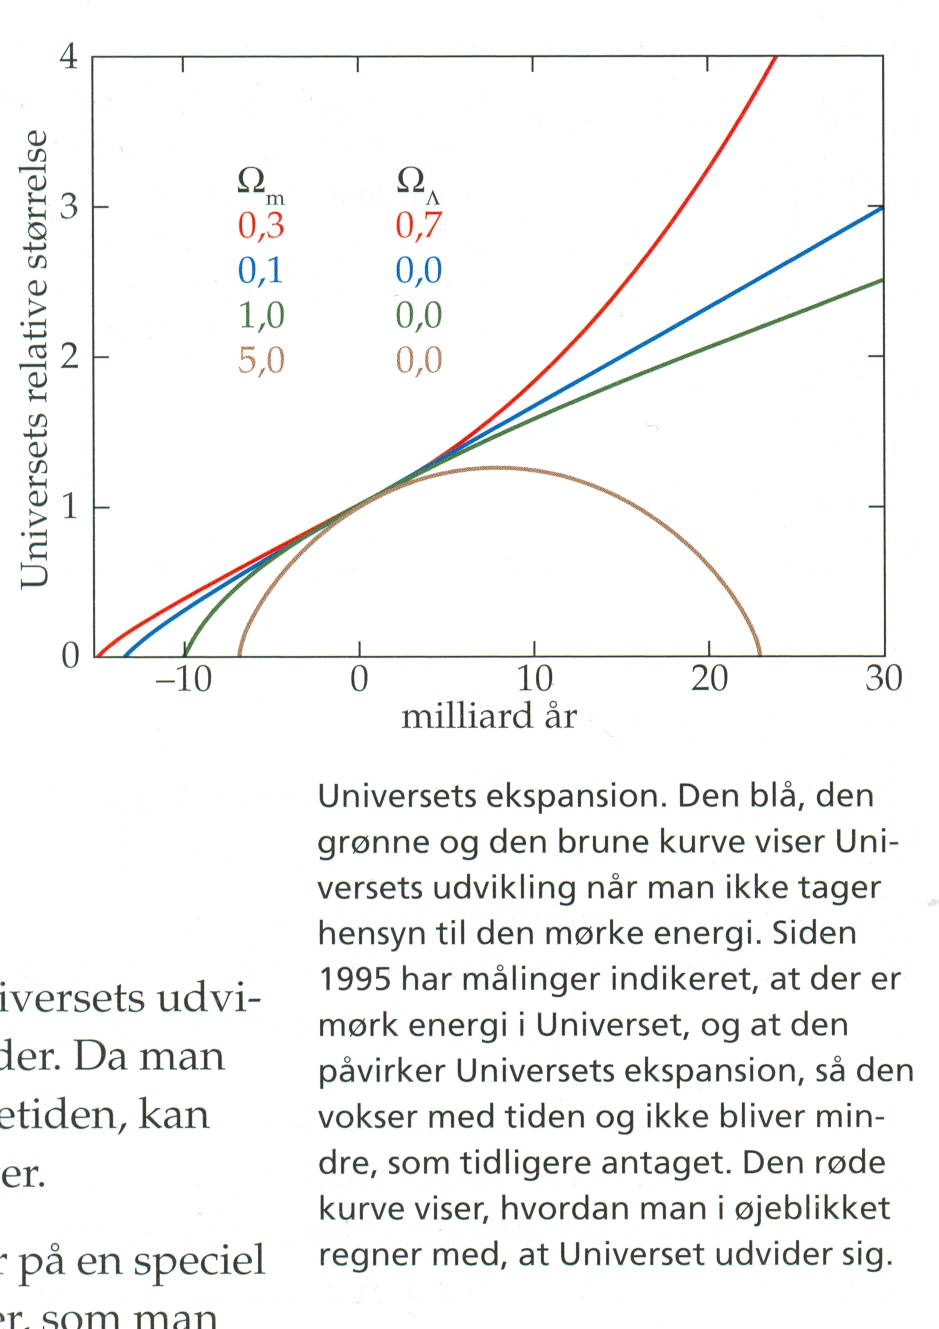 4
3
2
1
0
Universets relative størrelse
Ωm ΩΛ
0,3 0,7
0,1 0,0
1,0 0,0
5,0 0,0
–10 0 10 20 30
milliard år
Universets ekspansion. Den blå, den
grønne og den brune kurve viser Uni-
versets udvikling når man ikke tager
hensyn til den mørke energi. Siden
1995 har målinger indikeret, at der er
mørk energi i Universet, og at den
påvirker Universets ekspansion, så den
vokser med tiden og ikke bliver min-
dre, som tidligere antaget. Den røde
kurve viser, hvordan man i øjeblikket
regner med, at Universet udvider sig.
iversets udvi-
der. Da man
etiden, kan
er.
r på en speciel
er, som man